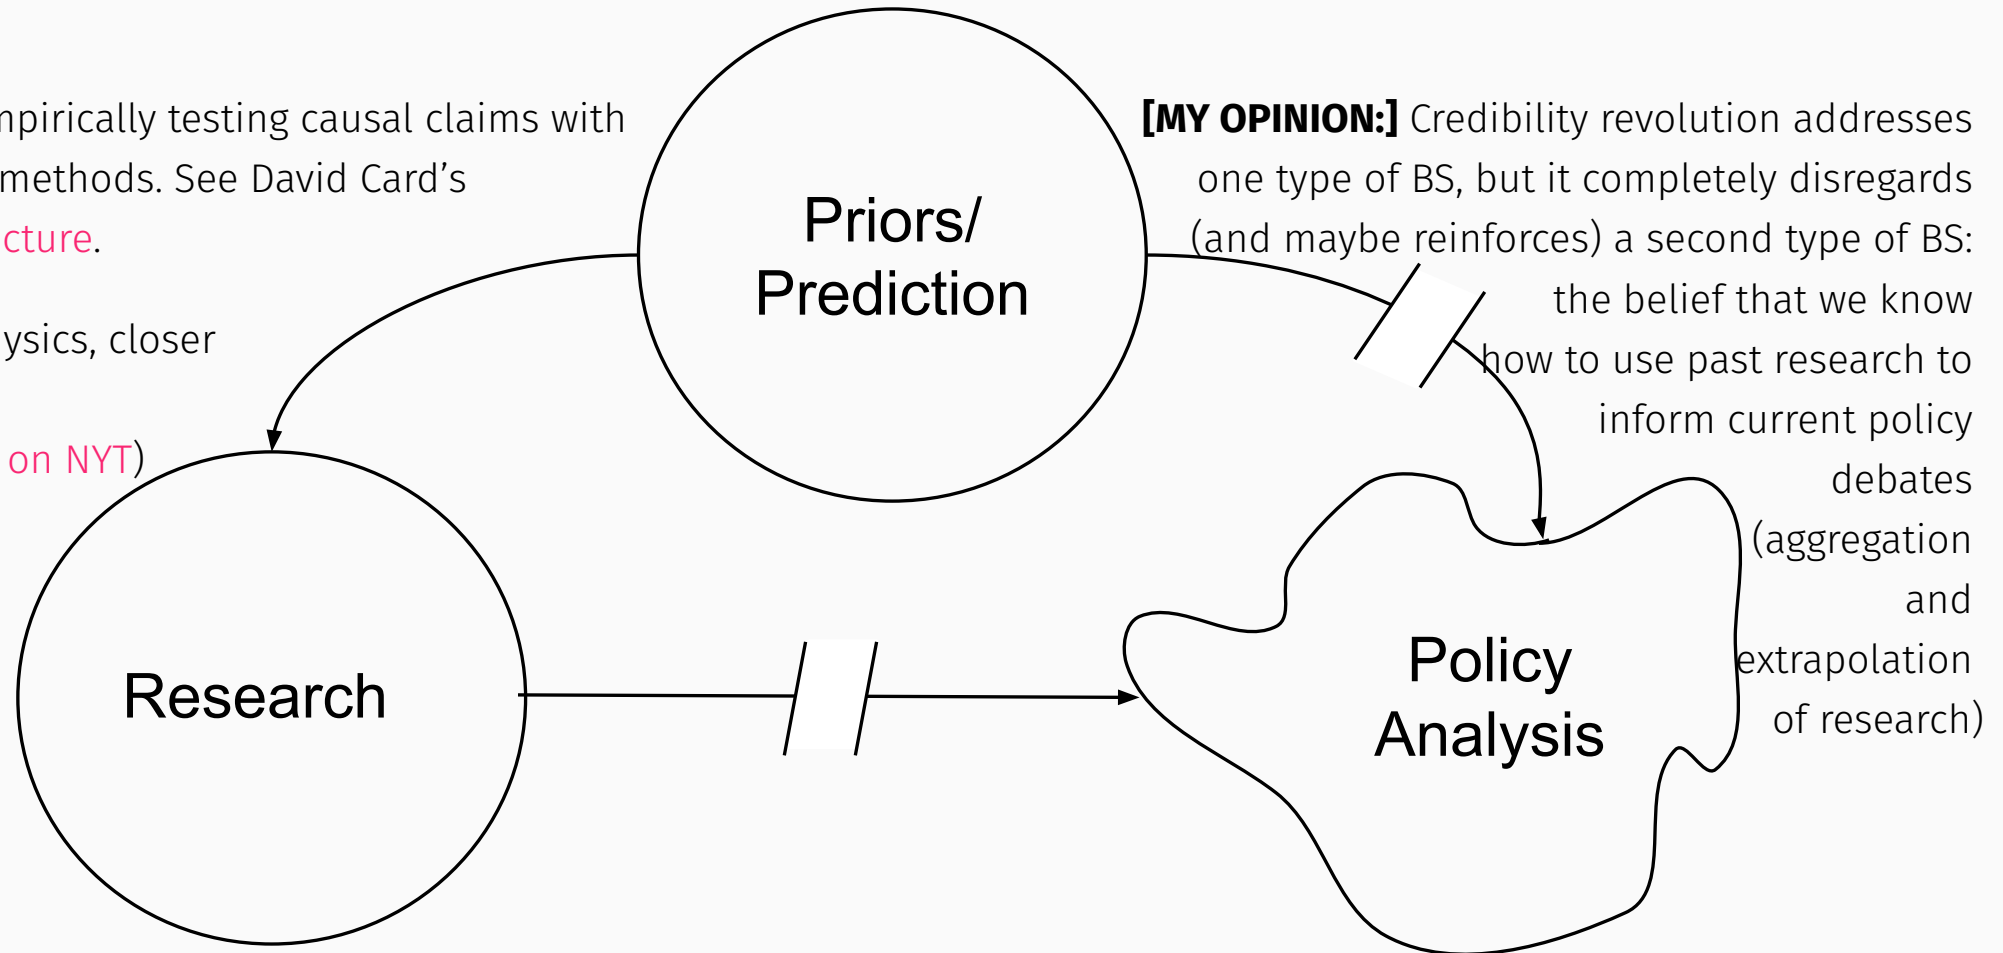 mpirically testing causal claims with
methods. See David Card’s
cture.
ysics, closer
on NYT)
Priors/
Prediction
[MY OPINION:] Credibility revolution addresses
one type of BS, but it completely disregards
(and maybe reinforces) a second type of BS:
the belief that we know
how to use past research to
inform current policy
debates
(aggregation
and
extrapolation
of research)
Research
Policy
Analysis